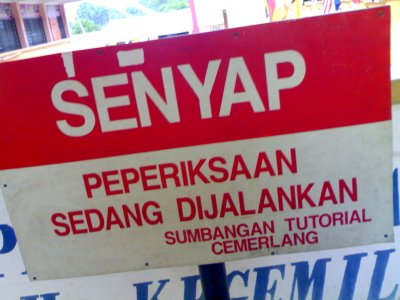 SENYAP
PEPERIKSAAN
SEDANG DIJALANKAN
SUMBANGAN TUTORIAL
CEMERLANG